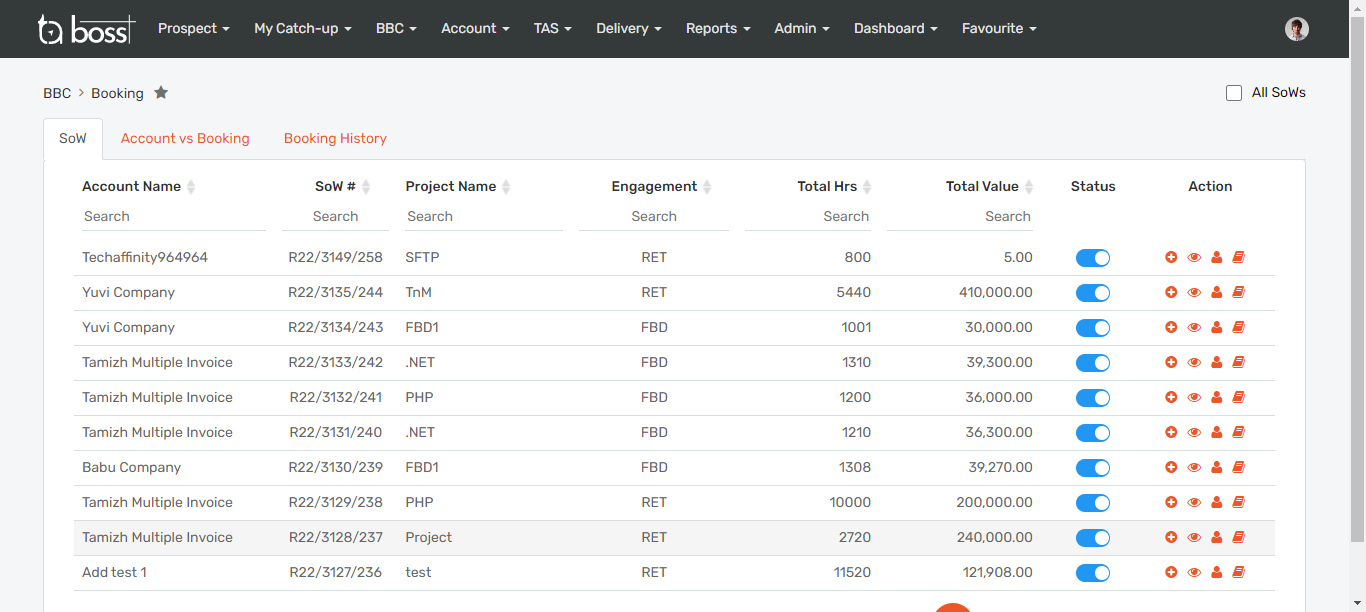 ta boss Prospect My Catch-up BBC Account TAS Delivery Reports Admin Dashboard Favourite
BBC > Booking All SoWs
SoW Account vs Booking Booking History
Account Name SoW # Project Name Engagement Total Hrs Total Value Status Action
Search Search Search Search Search Search
Techaffinity964964 R22/3149/258 SFTP RET 800 5.00
Yuvi Company R22/3135/244 TnM RET 5440 410,000.00
Yuvi Company R22/3134/243 FBD1 FBD 1001 30,000.00
Tamizh Multiple Invoice R22/3133/242 .NET FBD 1310 39,300.00
Tamizh Multiple Invoice R22/3132/241 PHP FBD 1200 36,000.00
Tamizh Multiple Invoice R22/3131/240 .NET FBD 1210 36,300.00
Babu Company R22/3130/239 FBD1 FBD 1308 39,270.00
Tamizh Multiple Invoice R22/3129/238 PHP RET 10000 200,000.00
Tamizh Multiple Invoice R22/3128/237 Project RET 2720 240,000.00
Add test 1 R22/3127/236 test RET 11520 121,908.00